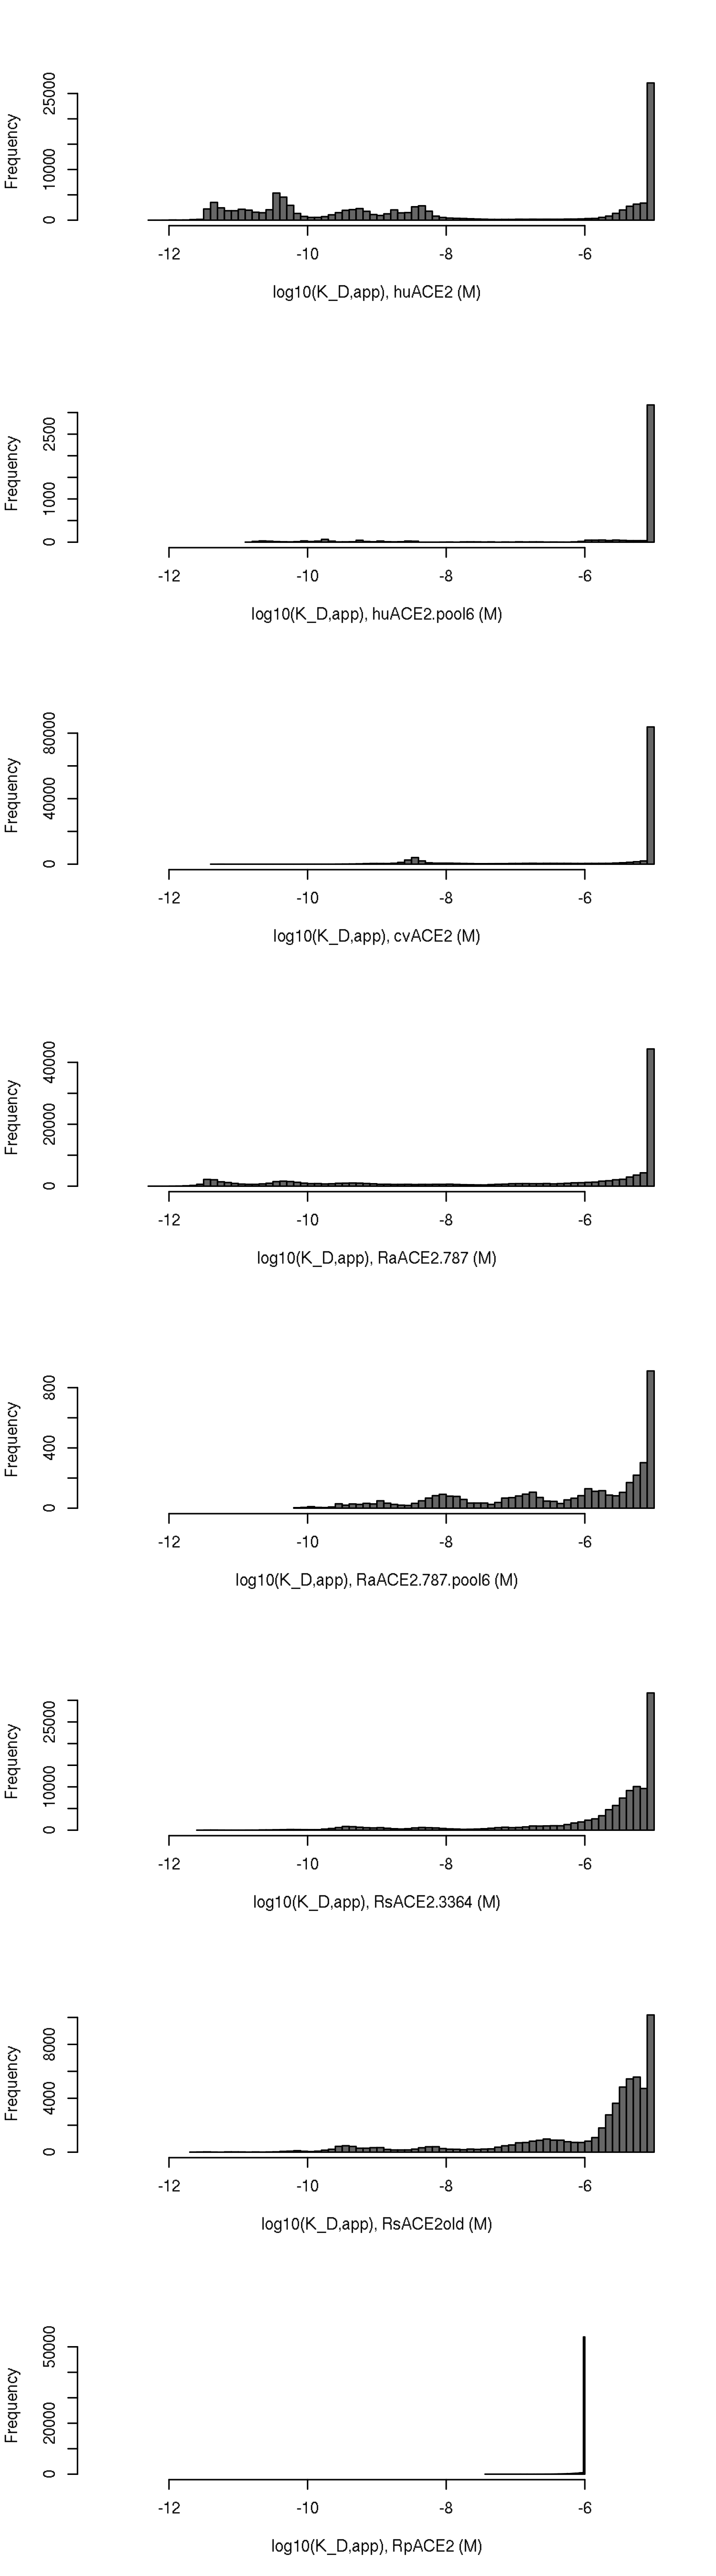 Frequency
25000
10000
0
-12 -10 -8 -6
log10(K_D,app), huACE2 (M)
Frequency
2500
1000
0
-12 -10 -8 -6
log10(K_D,app), huACE2.pool6 (M)
Frequency
80000
40000
0
-12 -10 -8 -6
log10(K_D,app), cvACE2 (M)
Frequency
40000
20000
0
-12 -10 -8 -6
log10(K_D,app), RaACE2.787 (M)
Frequency
800
400
0
-12 -10 -8 -6
log10(K_D,app), RaACE2.787.pool6 (M)
Frequency
25000
10000
0
-12 -10 -8 -6
log10(K_D,app), RsACE2.3364 (M)
Frequency
8000
4000
0
-12 -10 -8 -6
log10(K_D,app), RsACE2old (M)
Frequency
50000
20000
0
-12 -10 -8 -6
log10(K_D,app), RpACE2 (M)